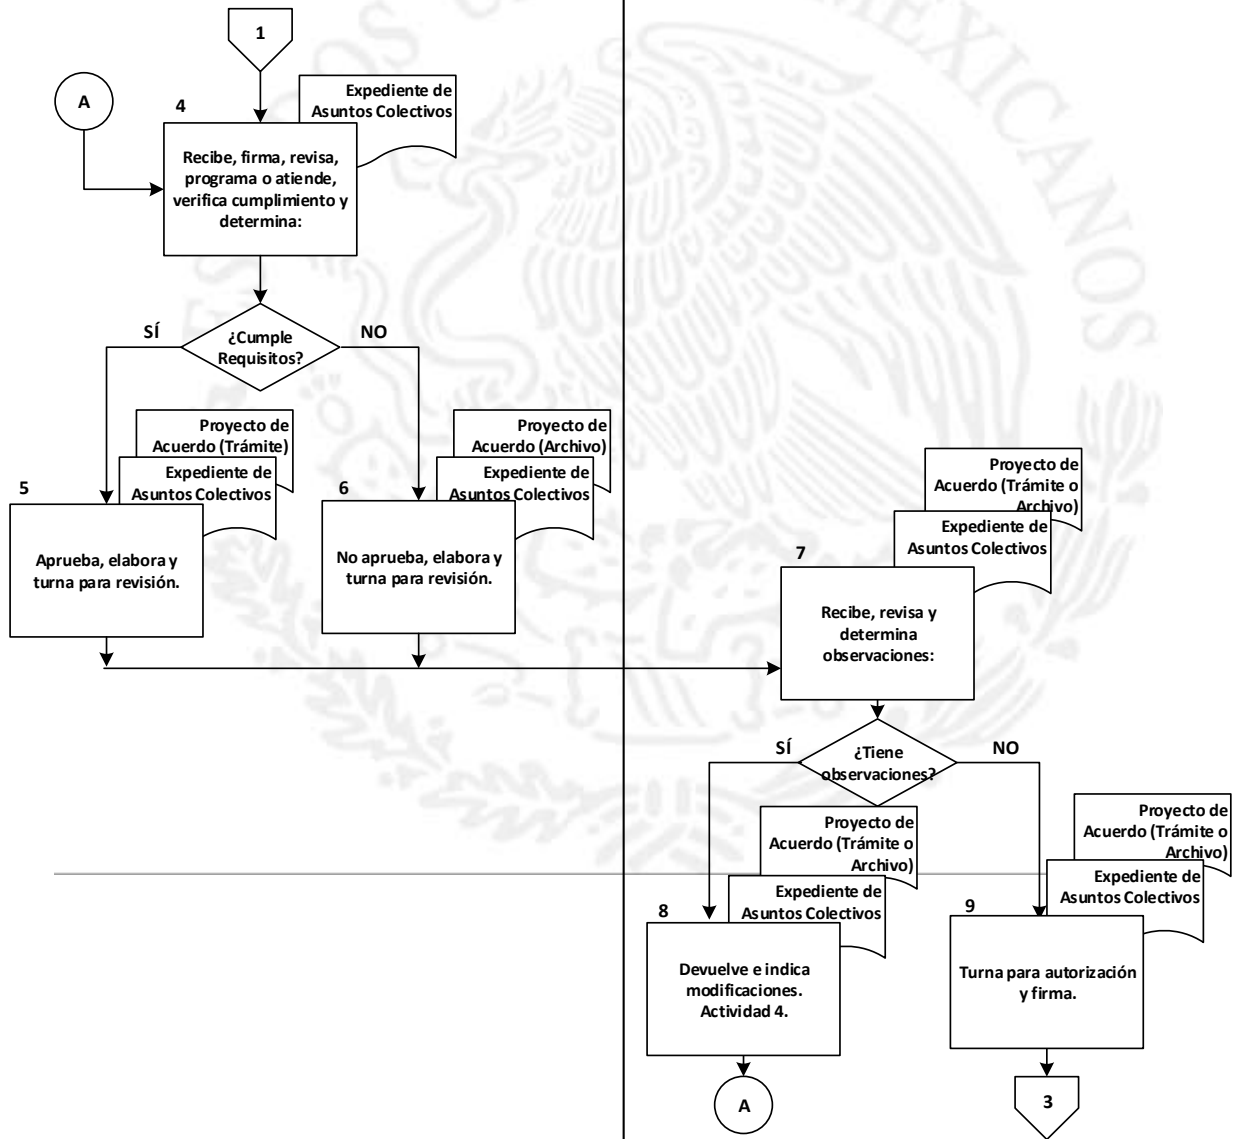 MEXICANOS
1
A
4
Expediente de
Asuntos Colectivos
Recibe, firma, revisa,
programa o atiende,
verifica cumplimiento y
determina:
SÍ
¿Cumple
Requisitos?
NO
Proyecto de
Acuerdo (Trámite)
Expediente de
Asuntos Colectivos
5
Aprueba, elabora y
turna para revisión.
Proyecto de
Acuerdo (Archivo)
Expediente de
Asuntos Colectivos
6
No aprueba, elabora y
turna para revisión.
Proyecto de
Acuerdo (Trámite o
Archivo)
Expediente de
Asuntos Colectivos
7
Recibe, revisa y
determina
observaciones:
SÍ
¿Tiene
observaciones?
NO
Proyecto de
Acuerdo (Trámite o
Archivo)
Expediente de
Asuntos Colectivos
8
Devuelve e indica
modificaciones.
Actividad 4.
A
Proyecto de
Acuerdo (Trámite o
Archivo)
Expediente de
Asuntos Colectivos
9
Turna para autorización
y firma.
3